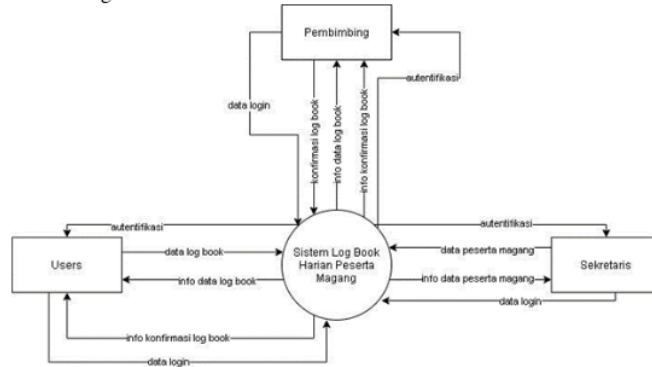 Pembimbing
autentifikasi
data login
konfirmasi log book
info data log book
info konfirmasi log book
autentifikasi
autentifikasi
Users
data log book
info data log book
Sistem Log Book
Harian Peserta
Magang
data peserta magang
info data peserta magang
Sekretaris
data login
info konfirmasi log book
data login